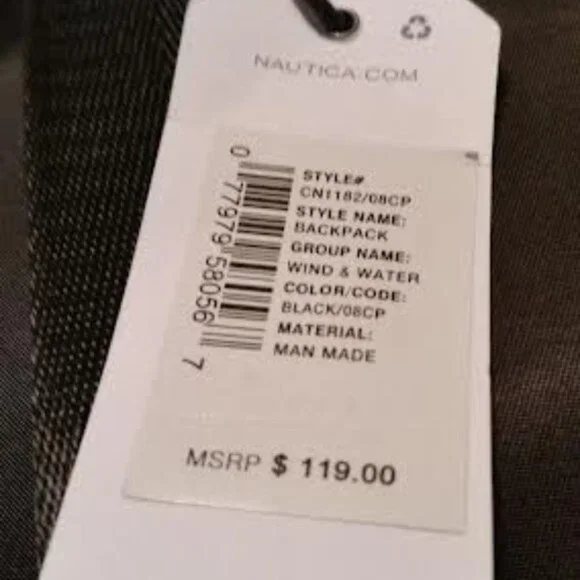 NAUTICA.COM
STYLE#
CN1182/08CP
STYLE NAME:
BACKPACK
GROUP NAME:
WIND & WATER
COLOR/CODE:
BLACK/08CP
MATERIAL:
MAN MADE
0 77979 58056 7
MSRP $ 119.00